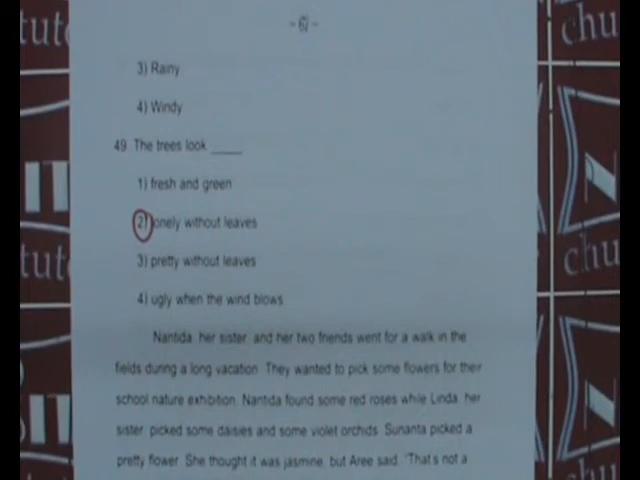 - 6 -
3) Rainy
4) Windy
49. The trees look ____
1) fresh and green
2) lonely without leaves
3) pretty without leaves
4) ugly when the wind blows
Nantida, her sister, and her two friends went for a walk in the
fields during a long vacation. They wanted to pick some flowers for their
school nature exhibition. Nantida found some red roses while Linda, her
sister, picked some daisies and some violet orchids. Sunanta picked a
pretty flower. She thought it was jasmine, but Aree said, "That's not a